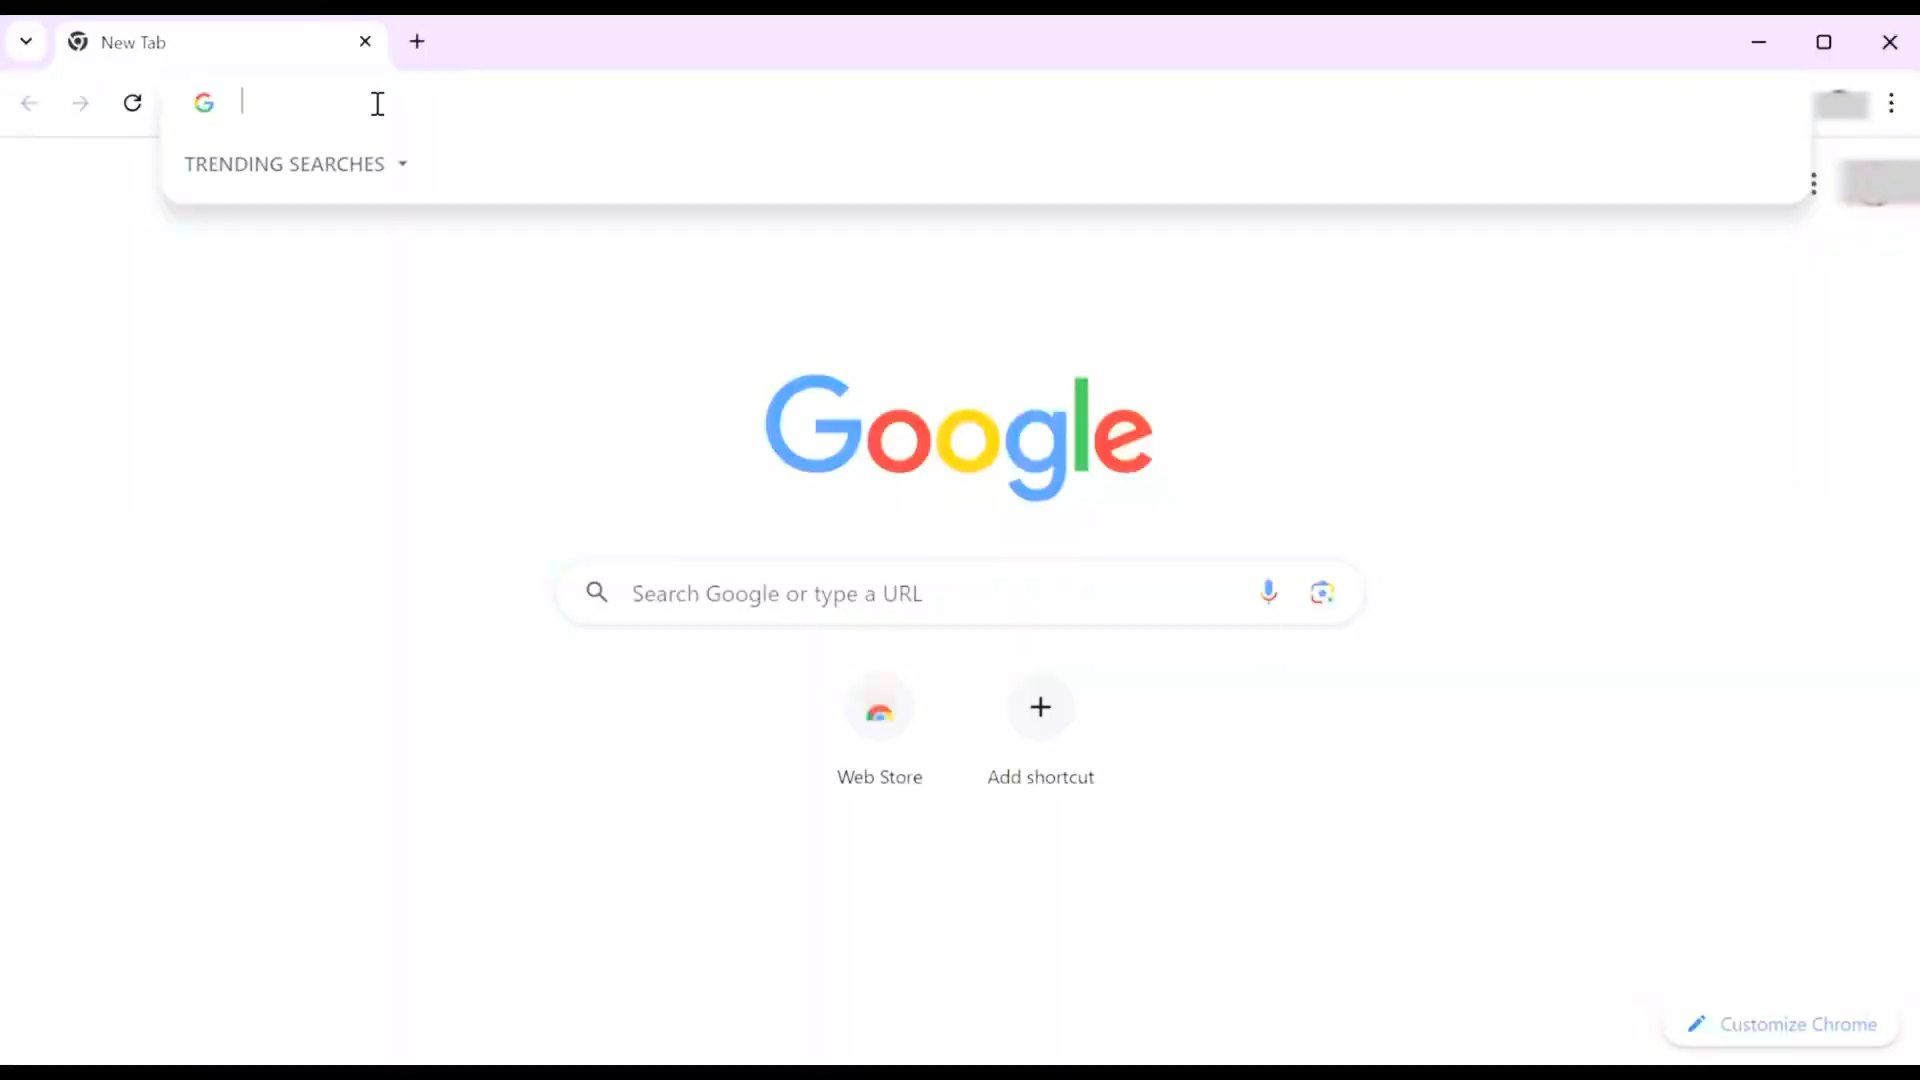 New Tab
TRENDING SEARCHES
Google
Search Google or type a URL
Web Store
Add shortcut
Customize Chrome